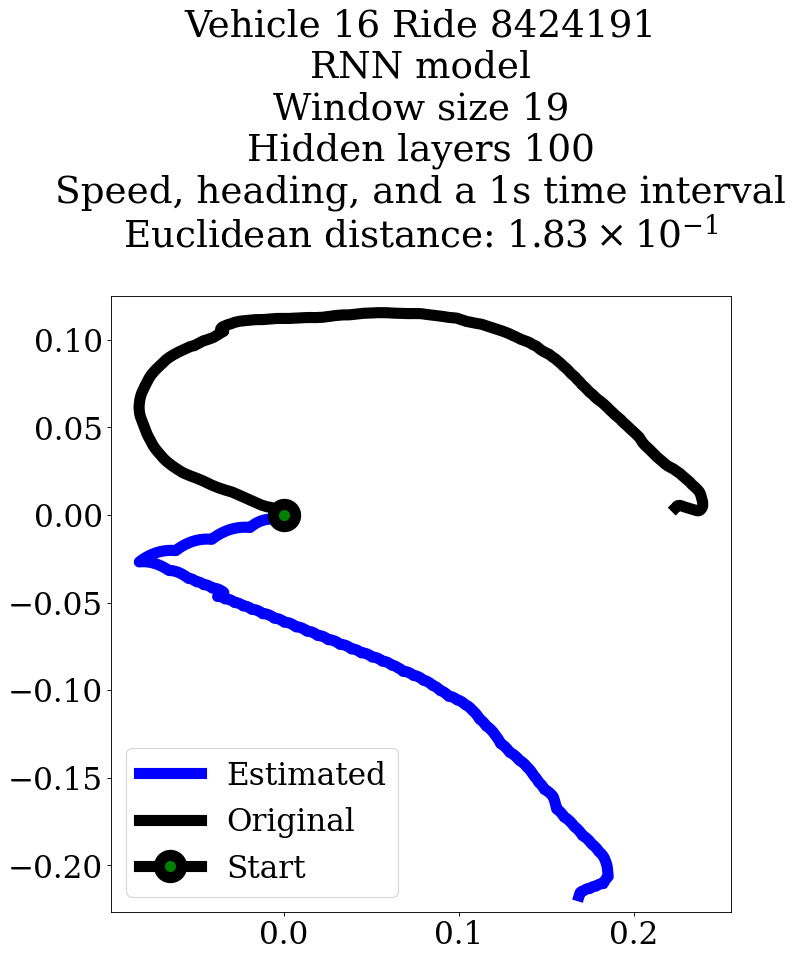 Vehicle 16 Ride 8424191
RNN model
Window size 19
Hidden layers 100
Speed, heading, and a 1s time interval
Euclidean distance: 1.83 × 10⁻¹
0.10
0.05
0.00
−0.05
−0.10
−0.15
−0.20
Estimated
Original
Start
0.0 0.1 0.2